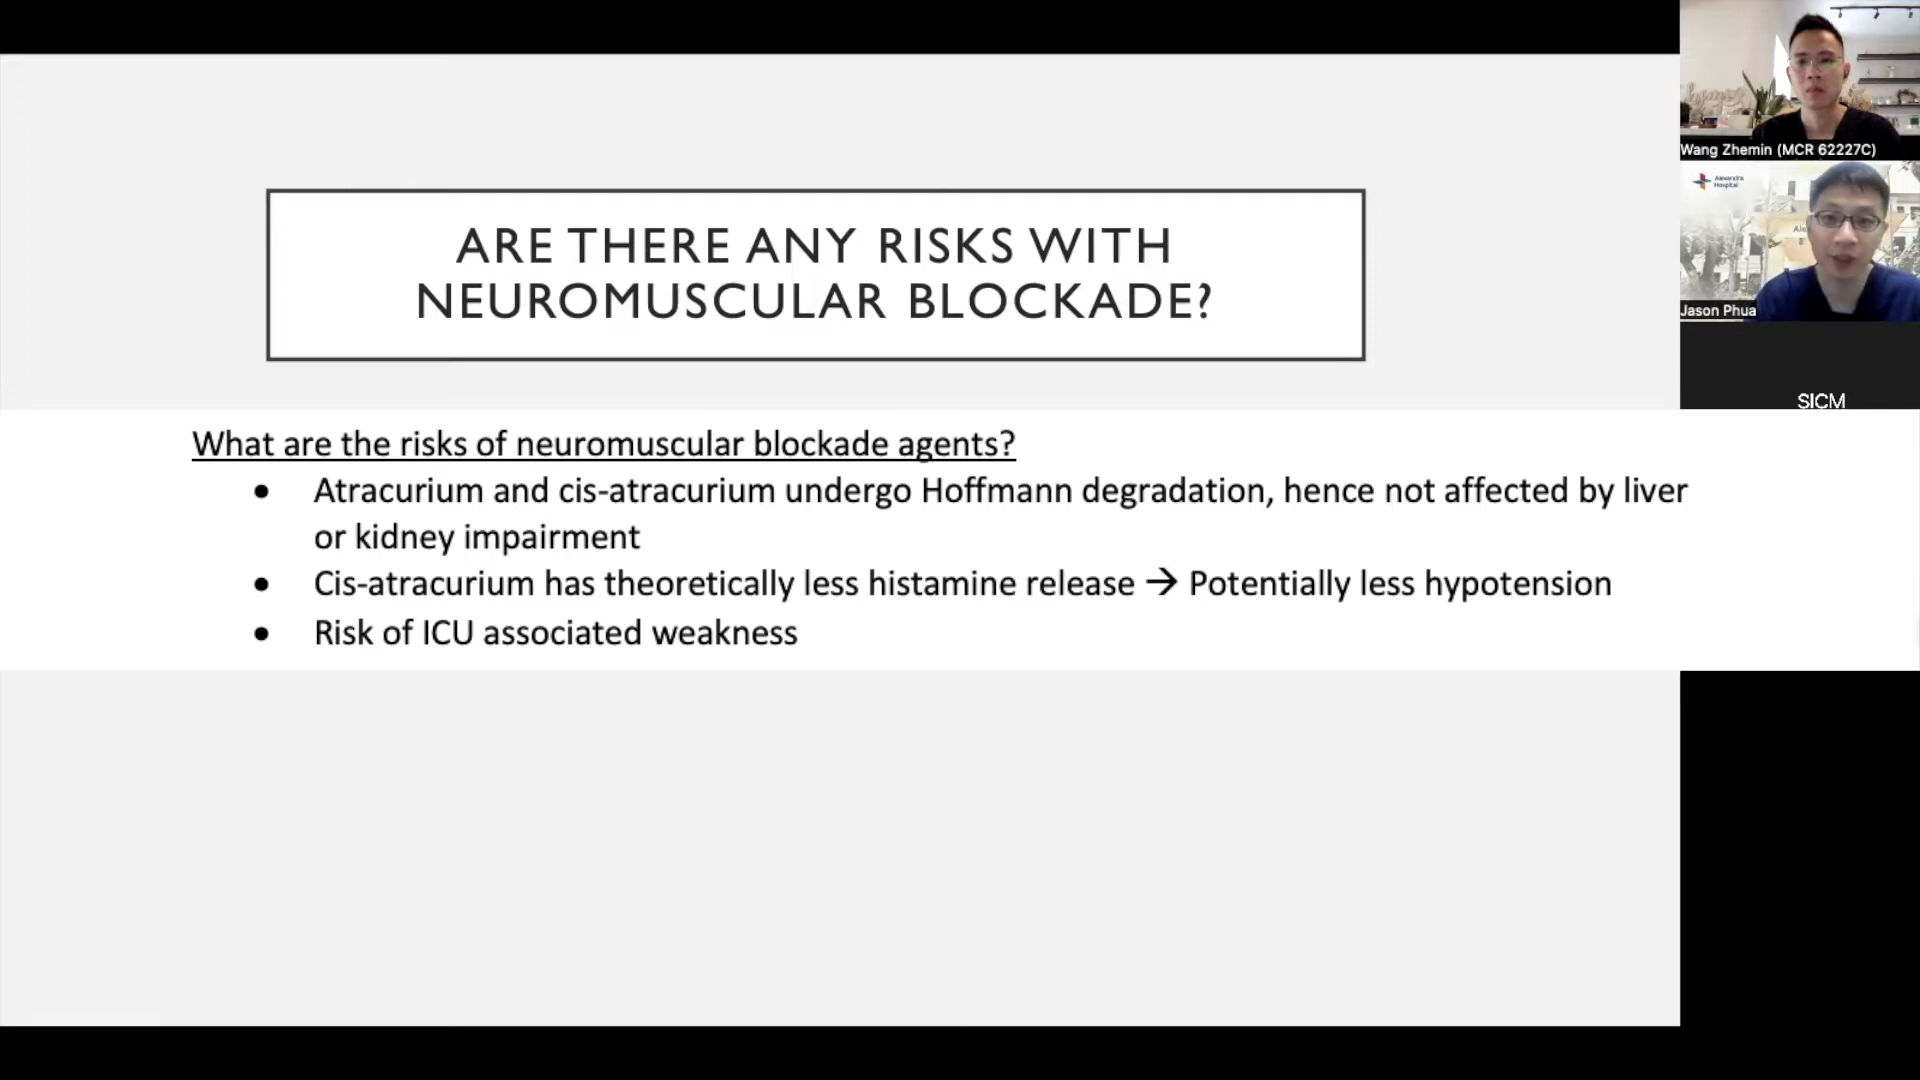 ARE THERE ANY RISKS WITH
NEUROMUSCULAR BLOCKADE?
What are the risks of neuromuscular blockade agents?
• Atracurium and cis-atracurium undergo Hoffmann degradation, hence not affected by liver
or kidney impairment
• Cis-atracurium has theoretically less histamine release → Potentially less hypotension
• Risk of ICU associated weakness
Wang Zhemin (MCR 62227C)
Alexandra
Hospital
Jason Phua
SICM